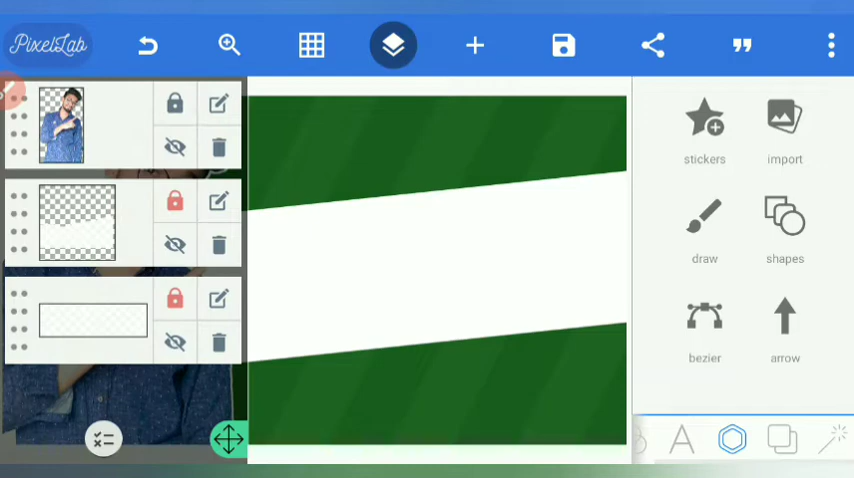 PixelLab
stickers
import
draw
shapes
bezier
arrow